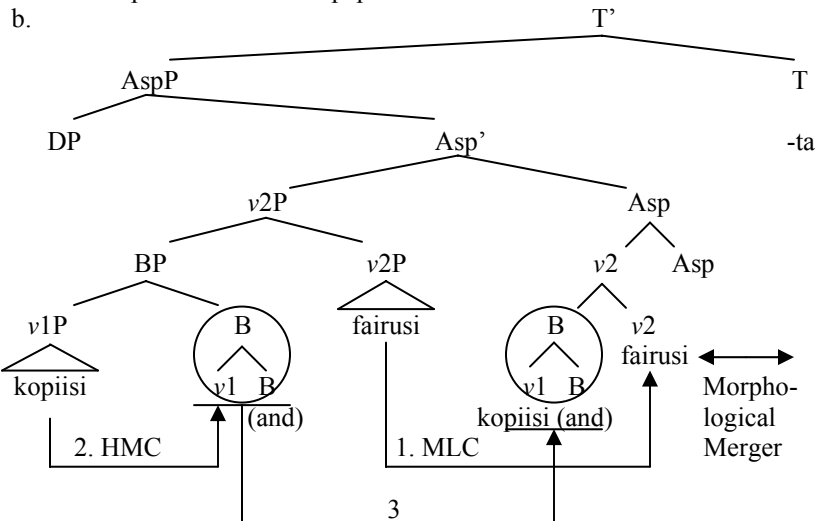 b. T’
AspP T
DP Asp’ -ta
v2P Asp
BP v2P v2 Asp
v1P B fairusi B v2
kopiisi v1 B v1 B fairusi
(and) kopiisi (and) Morpho-
2. HMC 1. MLC logical
Merger
3